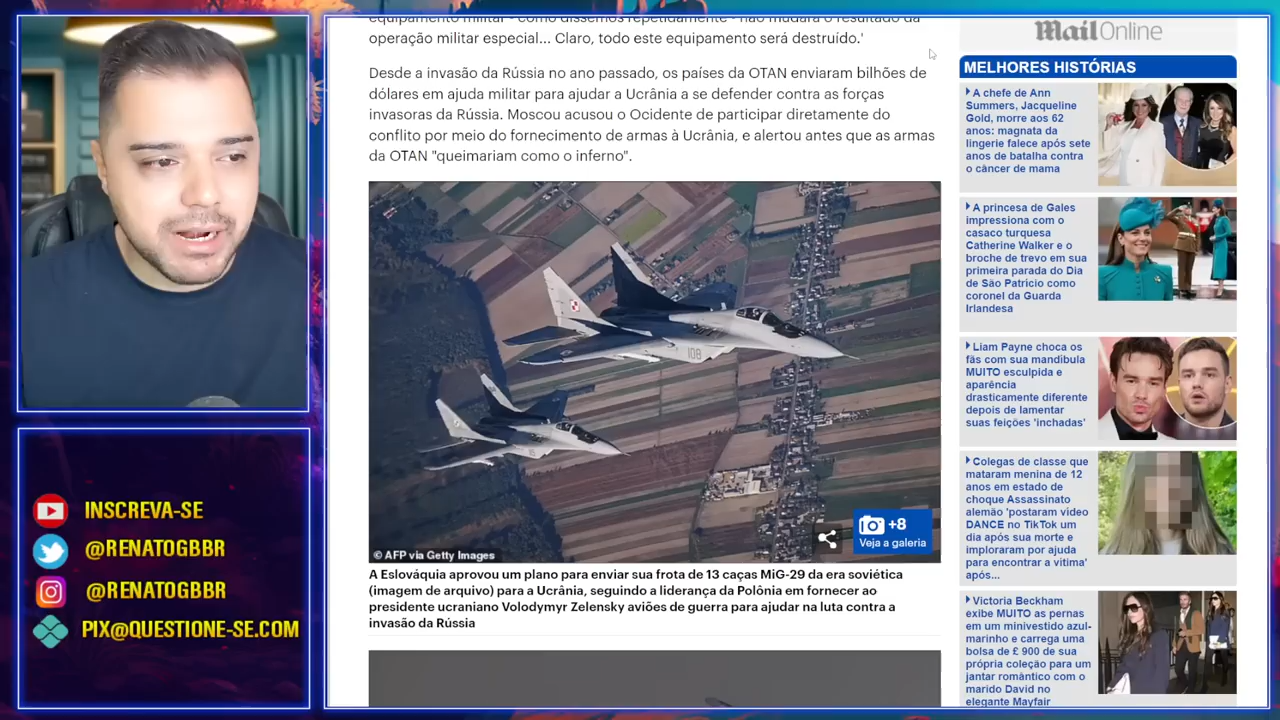 equipamento militar - como dissemos repetidamente - não mudará o resultado da
operação militar especial... Claro, todo este equipamento será destruído.'
Desde a invasão da Rússia no ano passado, os países da OTAN enviaram bilhões de
dólares em ajuda militar para ajudar a Ucrânia a se defender contra as forças
invasoras da Rússia. Moscou acusou o Ocidente de participar diretamente do
conflito por meio do fornecimento de armas à Ucrânia, e alertou antes que as armas
da OTAN "queimariam como o inferno".
108
+8
Veja a galeria
© AFP via Getty Images
A Eslováquia aprovou um plano para enviar sua frota de 13 caças MiG-29 da era soviética
(imagem de arquivo) para a Ucrânia, seguindo a liderança da Polônia em fornecer ao
presidente ucraniano Volodymyr Zelensky aviões de guerra para ajudar na luta contra a
invasão da Rússia
Mail Online
MELHORES HISTÓRIAS
A chefe de Ann
Summers, Jacqueline
Gold, morre aos 62
anos: magnata da
lingerie falece após sete
anos de batalha contra
o câncer de mama
A princesa de Gales
impressiona com o
casaco turquesa
Catherine Walker e o
broche de trevo em sua
primeira parada do Dia
de São Patrício como
coronel da Guarda
Irlandesa
Liam Payne choca os
fãs com sua mandíbula
MUITO esculpida e
aparência
drasticamente diferente
depois de lamentar
suas feições 'inchadas'
Colegas de classe que
mataram menina de 12
anos em estado de
choque Assassinato
alemão 'postaram vídeo
DANCE no TikTok um
dia após sua morte e
imploraram por ajuda
para encontrar a vítima'
após...
Victoria Beckham
exibe MUITO as pernas
em um minivestido azul-
marinho e carrega uma
bolsa de £ 900 de sua
própria coleção para um
jantar romântico com o
marido David no
elegante Mayfair
INSCREVA-SE
@RENATOGBBR
@RENATOGBBR
PIX@QUESTIONE-SE.COM